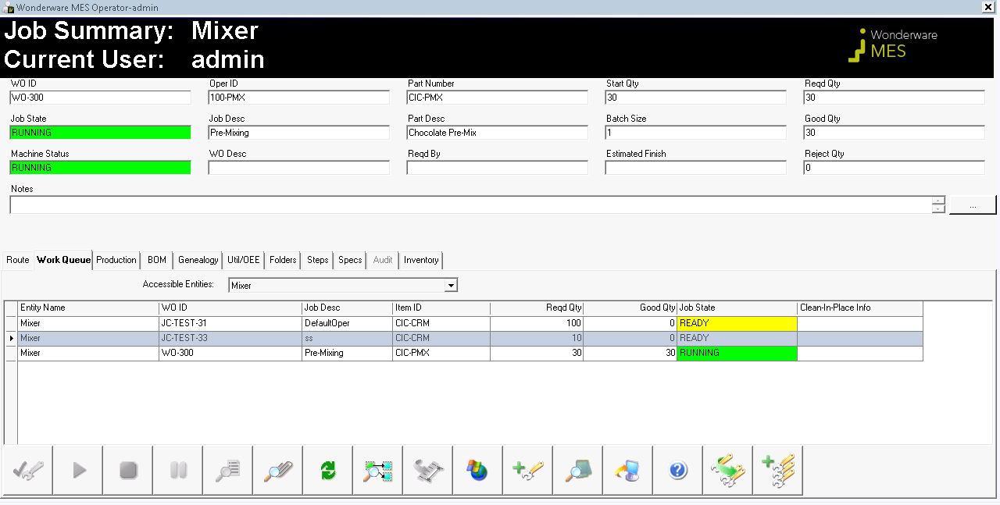 Wonderware MES Operator-admin
Job Summary: Mixer
Current User: admin
Wonderware
MES
WO ID Oper ID Part Number Start Qty Reqd Qty
WO-300 100-PMX CIC-PMX 30 30
Job State Job Desc Part Desc Batch Size Good Qty
RUNNING Pre-Mixing Chocolate Pre-Mix 1 30
Machine Status WO Desc Reqd By Estimated Finish Reject Qty
RUNNING 0
Notes
...
Route Work Queue Production BOM Genealogy Util/OEE Folders Steps Specs Audit Inventory
Accessible Entities: Mixer
Entity Name WO ID Job Desc Item ID Reqd Qty Good Qty Job State Clean-In-Place Info
Mixer JC-TEST-31 DefaultOper CIC-CRM 100 0 READY
Mixer JC-TEST-33 ss CIC-CRM 10 0 READY
Mixer WO-300 Pre-Mixing CIC-PMX 30 30 RUNNING